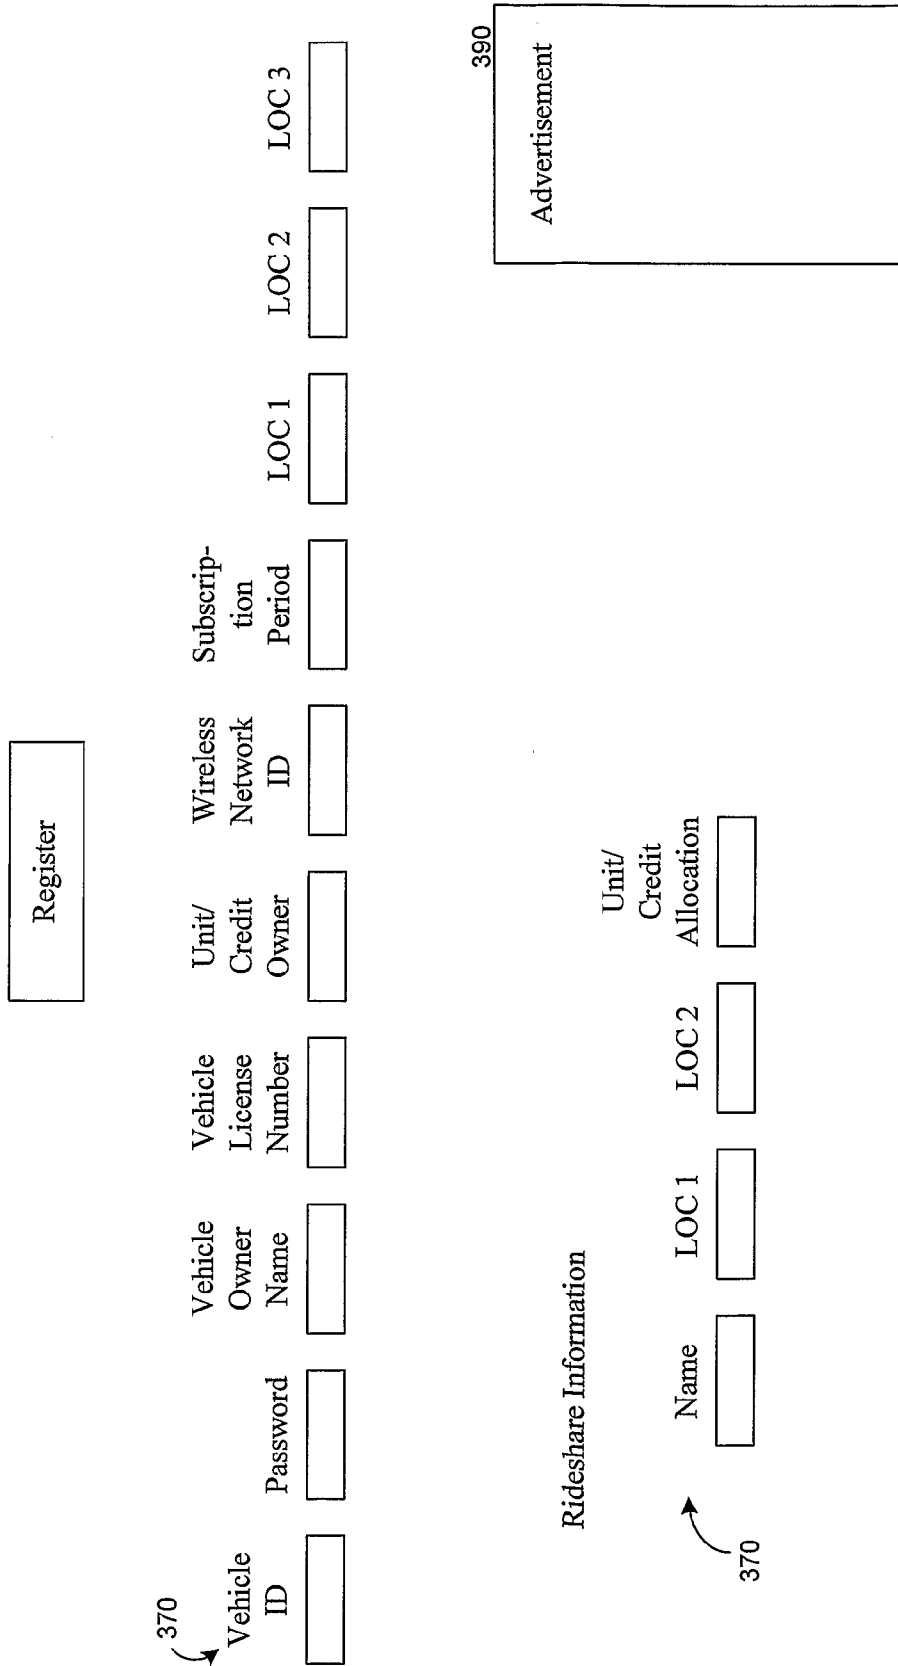 Register
370
Vehicle
ID
Password
Vehicle
Owner
Name
Vehicle
License
Number
Unit/
Credit
Owner
Wireless
Network
ID
Subscrip-
tion
Period
LOC 1
LOC 2
LOC 3
Rideshare Information
370
Name
LOC 1
LOC 2
Unit/
Credit
Allocation
390
Advertisement